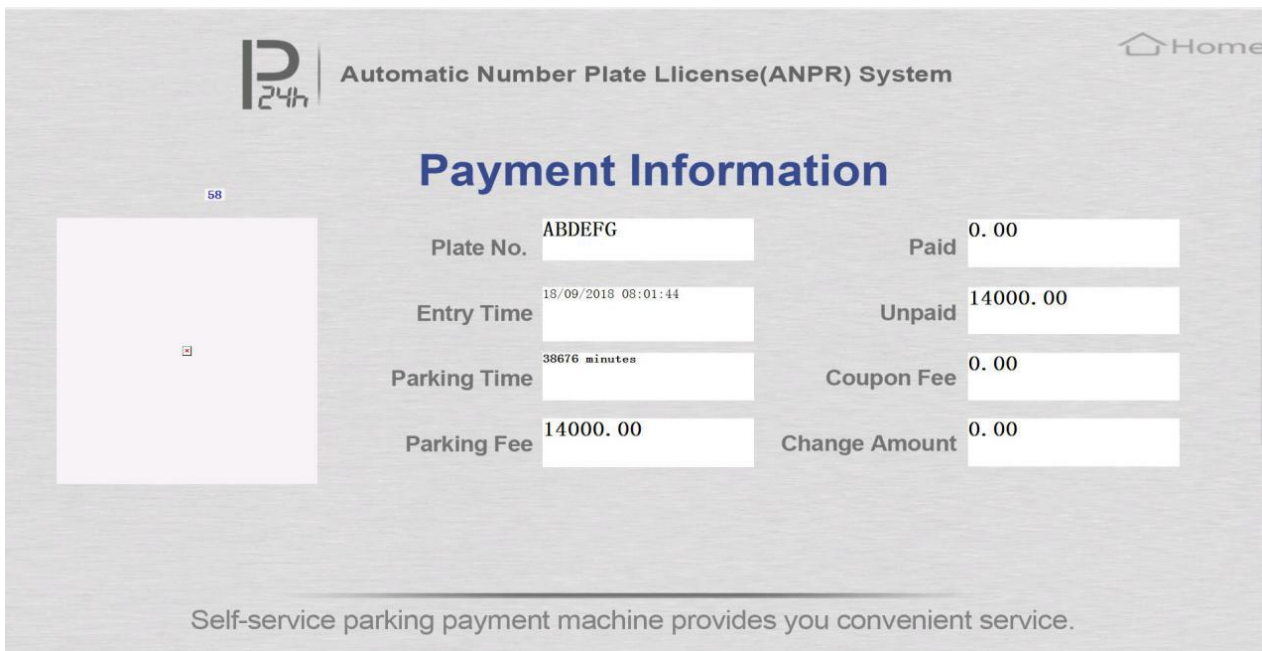 P
24h
Automatic Number Plate Llicense(ANPR) System
Home
Payment Information
58
Plate No. ABDEFG
Paid 0.00
Entry Time 18/09/2018 08:01:44
Unpaid 14000.00
Parking Time 38676 minutes
Coupon Fee 0.00
Parking Fee 14000.00
Change Amount 0.00
Self-service parking payment machine provides you convenient service.